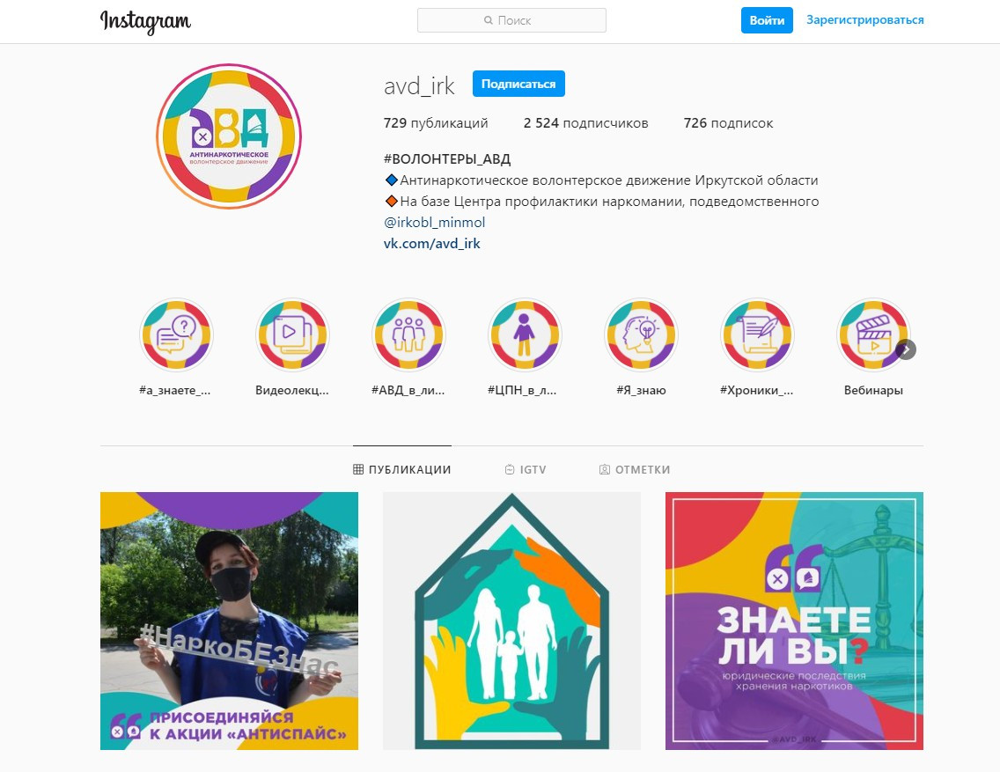 Instagram
Поиск
Войти
Зарегистрироваться
аВД
АНТИНАРКОТИЧЕСКОЕ
волонтерское движение
avd_irk
Подписаться
729 публикаций
2 524 подписчиков
726 подписок
#ВОЛОНТЕРЫ_АВД
Антинаркотическое волонтерское движение Иркутской области
На базе Центра профилактики наркомании, подведомственного
@irkobl_minmol
vk.com/avd_irk
#а_знаете_...
Видеолекц...
#АВД_в_ли...
#ЦПН_в_л...
#Я_знаю
#Хроники_...
Вебинары
ПУБЛИКАЦИИ
IGTV
ОТМЕТКИ
#НаркоБЕЗнас
ПРИСОЕДИНЯЙСЯ
К АКЦИИ «АНТИСПАЙС»
ЗНАЕТЕ
ЛИ ВЫ?
юридические последствия
хранения наркотиков
#AVD_IRK